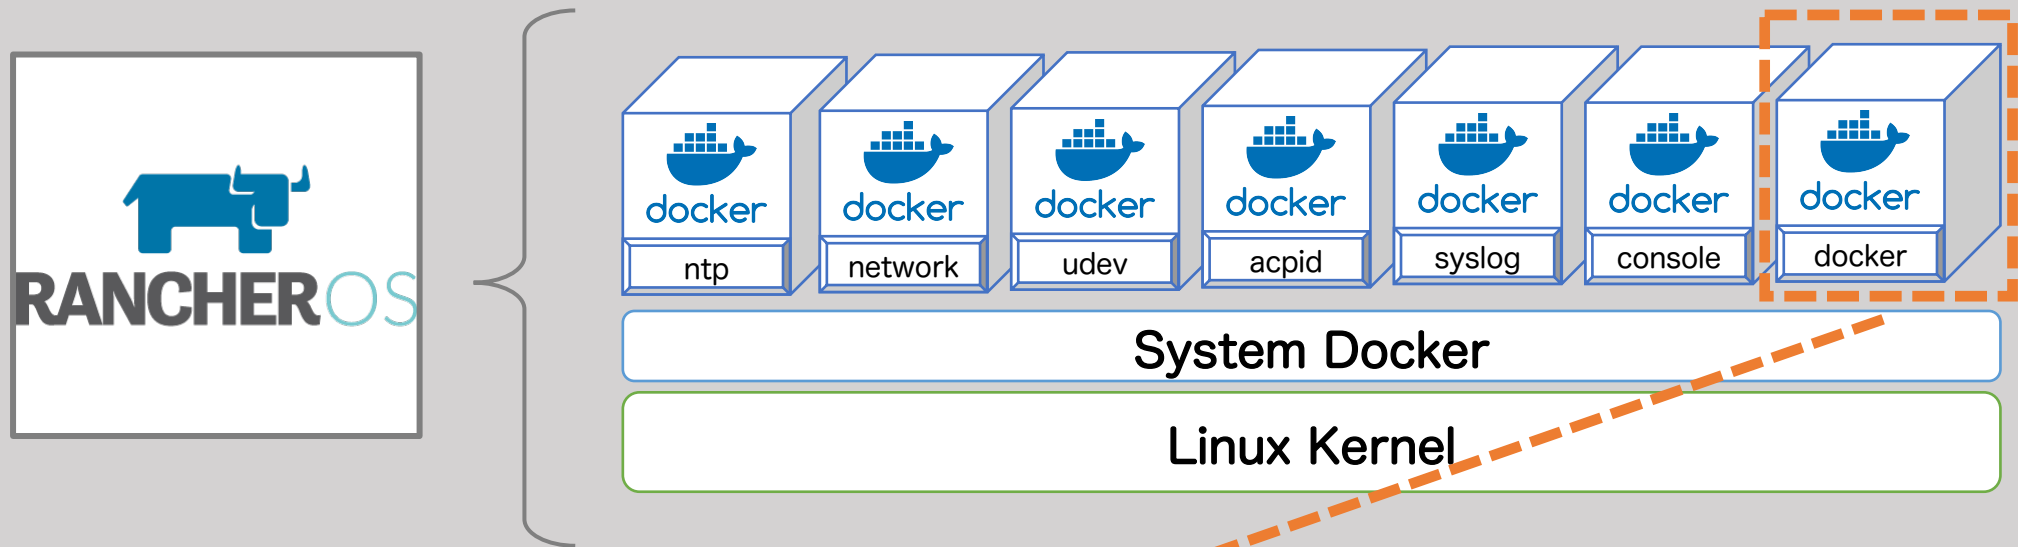 RANCHEROS
docker
docker
docker
docker
docker
docker
docker
ntp
network
udev
acpid
syslog
console
docker
System Docker
Linux Kernel